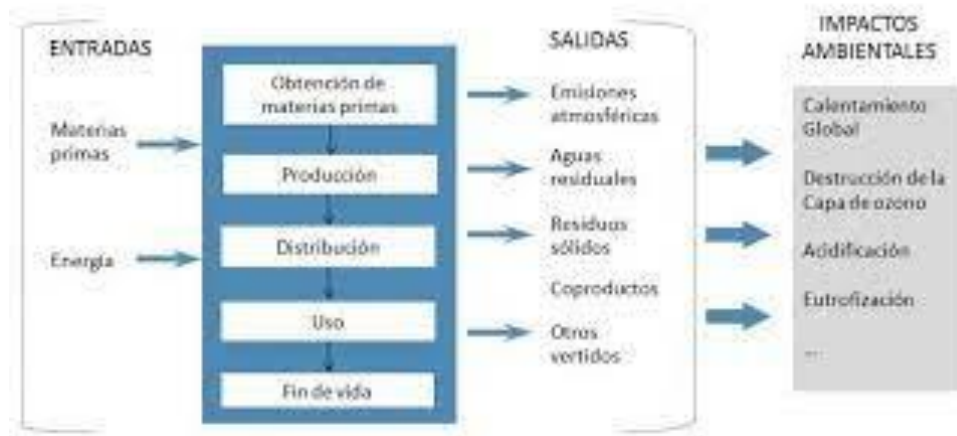 ENTRADAS
Materias
primas
Energía
Obtención de
materias primas
Producción
Distribución
Uso
Fin de vida
SALIDAS
Emisiones
atmosféricas
Aguas
residuales
Residuos
sólidos
Coproductos
Otros
vertidos
IMPACTOS
AMBIENTALES
Calentamiento
Global
Destrucción de la
Capa de ozono
Acidificación
Eutrofización
...